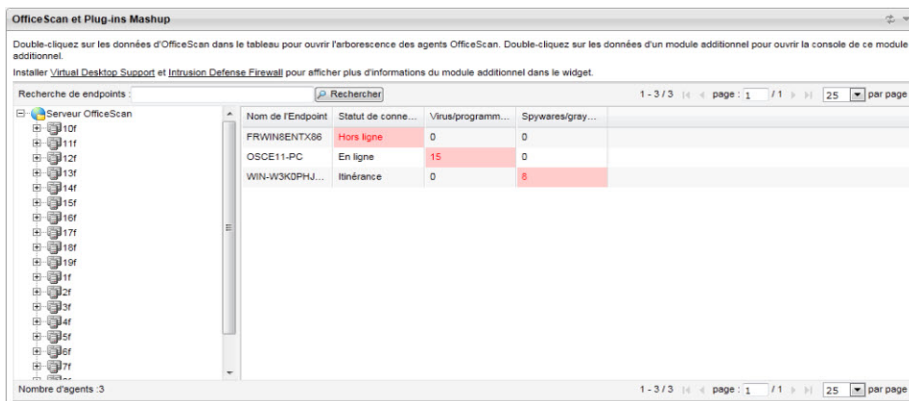 OfficeScan et Plug-ins Mashup
Double-cliquez sur les données d'OfficeScan dans le tableau pour ouvrir l'arborescence des agents OfficeScan. Double-cliquez sur les données d'un module additionnel pour ouvrir la console de ce module
additionnel.
Installer Virtual Desktop Support et Intrusion Defense Firewall pour afficher plus d'informations du module additionnel dans le widget.
Recherche de endpoints : Rechercher 1 - 3 / 3 page : 1 / 1 25 par page
Serveur OfficeScan
10f
11f
12f
13f
14f
15f
16f
17f
18f
19f
1f
2f
3f
4f
5f
6f
7f
Nom de l'Endpoint Statut de conne... Virus/programm... Spywares/gray...
FRWIN8ENTX86 Hors ligne 0 0
OSCE11-PC En ligne 15 0
WIN-W3K0PHJ... Itinérance 0 8
Nombre d'agents :3 1 - 3 / 3 page : 1 / 1 25 par page